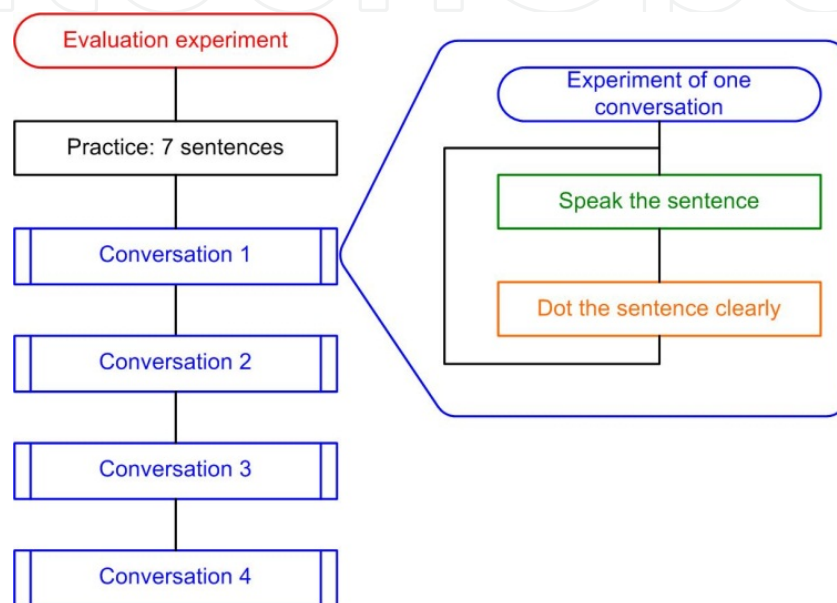 Evaluation experiment
Practice: 7 sentences
Conversation 1
Conversation 2
Conversation 3
Conversation 4
Experiment of one
conversation
Speak the sentence
Dot the sentence clearly